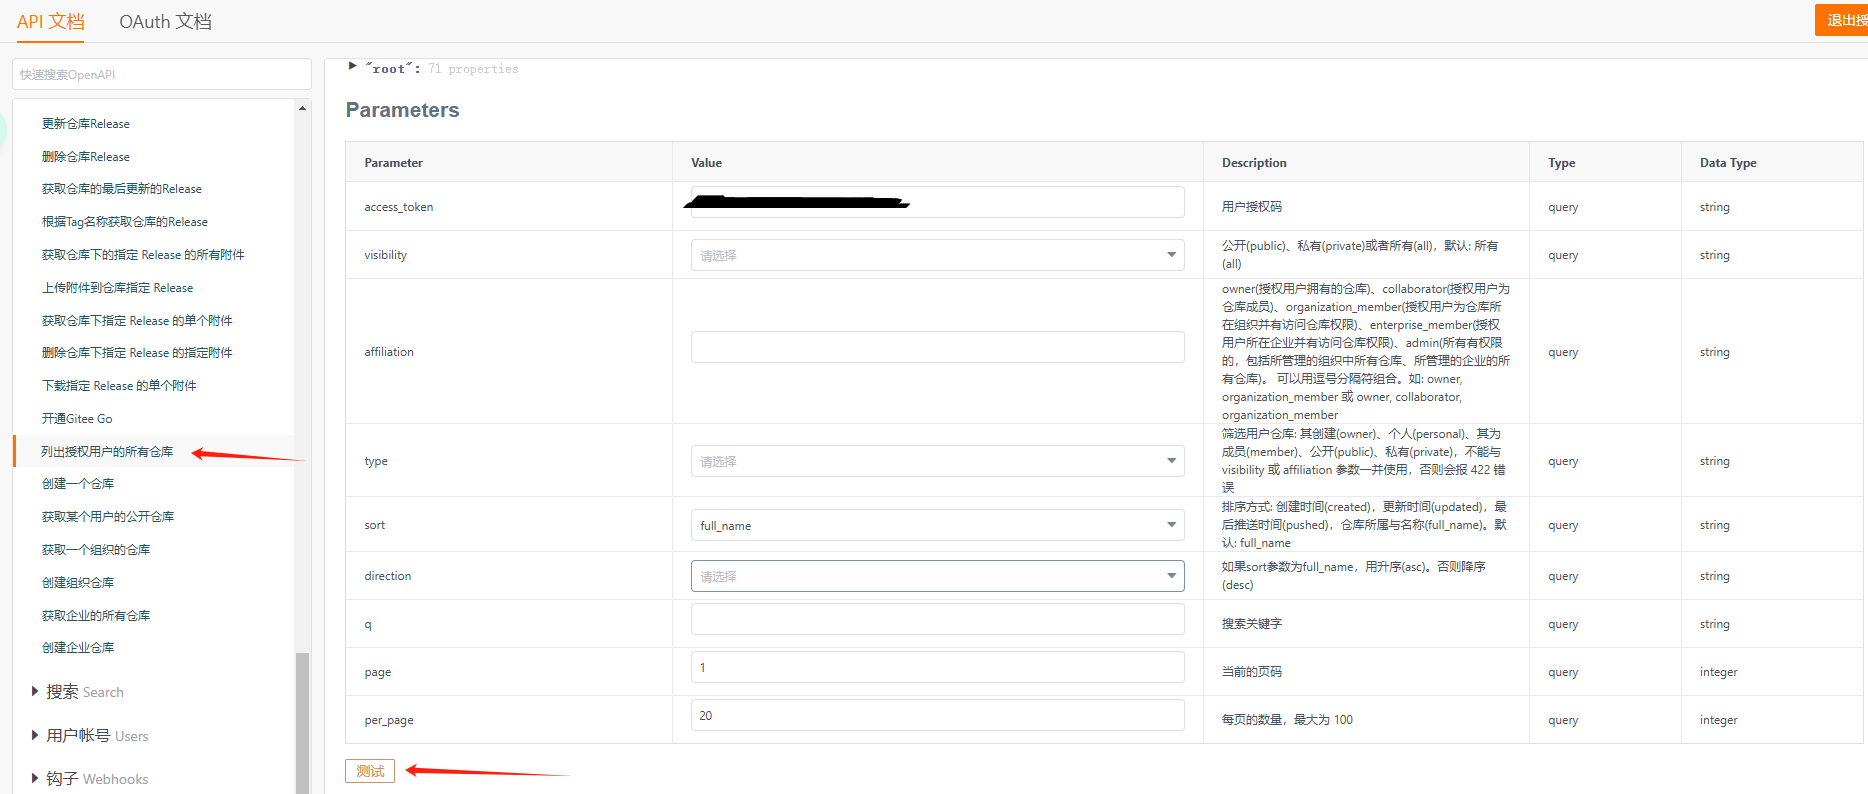 API 文档
OAuth 文档
退出授
快速搜索OpenAPI
更新仓库Release
删除仓库Release
获取仓库的最后更新的Release
根据Tag名称获取仓库的Release
获取仓库下的指定 Release 的所有附件
上传附件到仓库指定 Release
获取仓库下指定 Release 的单个附件
删除仓库下指定 Release 的指定附件
下载指定 Release 的单个附件
开通Gitee Go
列出授权用户的所有仓库
创建一个仓库
获取某个用户的公开仓库
获取一个组织的仓库
创建组织仓库
获取企业的所有仓库
创建企业仓库
搜索 Search
用户帐号 Users
钩子 Webhooks
"root": 71 properties
Parameters
Parameter Value Description Type Data Type
access_token 用户授权码 query string
visibility 请选择 公开(public)、私有(private)或者所有(all)，默认: 所有
(all) query string
affiliation owner(授权用户拥有的仓库)、collaborator(授权用户为
仓库成员)、organization_member(授权用户为仓库所
在组织并有访问仓库权限)、enterprise_member(授权
用户所在企业并有访问仓库权限)、admin(所有有权限
的，包括所管理的组织中所有仓库、所管理的企业的所
有仓库)。 可以用逗号分隔符组合。如: owner,
organization_member 或 owner, collaborator,
organization_member query string
type 请选择 筛选用户仓库: 其创建(owner)、个人(personal)、其为
成员(member)、公开(public)、私有(private)，不能与
visibility 或 affiliation 参数一并使用，否则会报 422 错
误 query string
sort full_name 排序方式: 创建时间(created)，更新时间(updated)，最
后推送时间(pushed)，仓库所属与名称(full_name)。默
认: full_name query string
direction 请选择 如果sort参数为full_name，用升序(asc)。否则降序
(desc) query string
q 搜索关键字 query string
page 1 当前的页码 query integer
per_page 20 每页的数量，最大为 100 query integer
测试